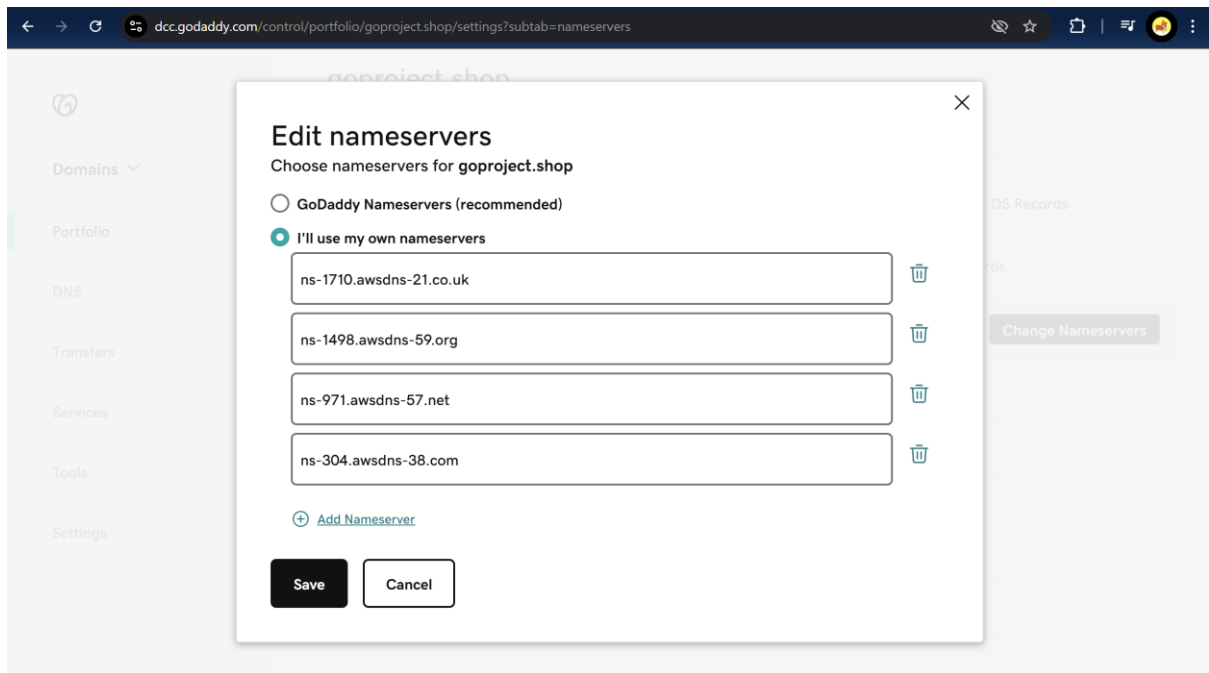 dcc.godaddy.com/control/portfolio/goproject.shop/settings?subtab=nameservers
goproject.shop
Edit nameservers
Choose nameservers for goproject.shop
GoDaddy Nameservers (recommended)
I'll use my own nameservers
ns-1710.awsdns-21.co.uk
ns-1498.awsdns-59.org
ns-971.awsdns-57.net
ns-304.awsdns-38.com
Add Nameserver
Save Cancel
Domains
Portfolio
DNS
Transfers
Services
Tools
Settings
DS Records
rds.
Change Nameservers